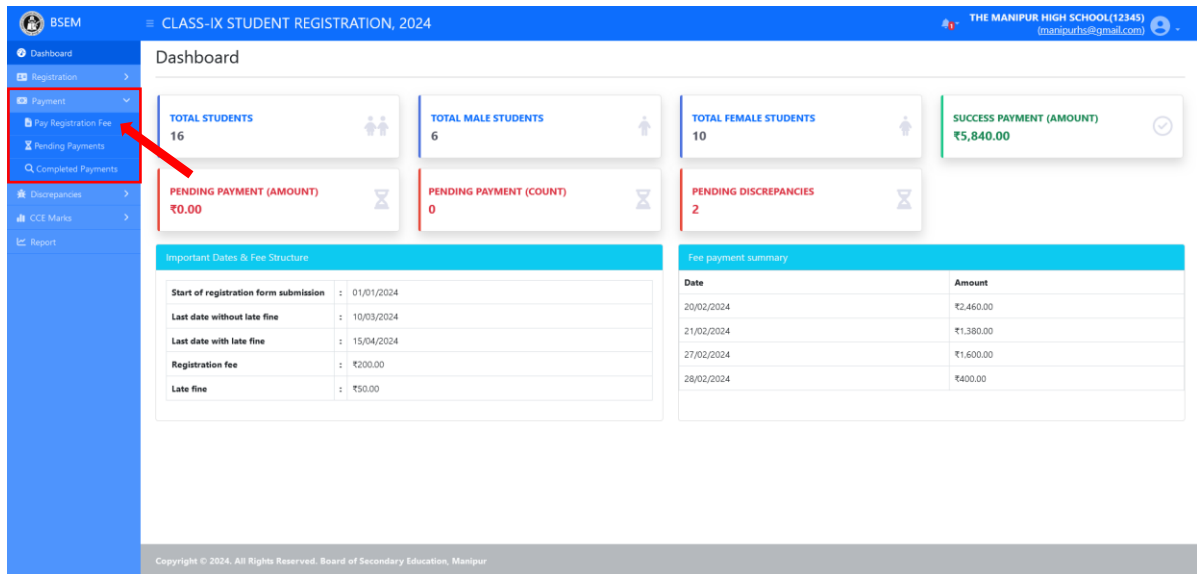 BSEM
CLASS-IX STUDENT REGISTRATION, 2024
THE MANIPUR HIGH SCHOOL(12345)
(manipurhs@gmail.com)
Dashboard
Registration
Payment
Pay Registration Fee
Pending Payments
Completed Payments
Discrepancies
CCE Marks
Report
Dashboard
TOTAL STUDENTS
16
TOTAL MALE STUDENTS
6
TOTAL FEMALE STUDENTS
10
SUCCESS PAYMENT (AMOUNT)
₹5,840.00
PENDING PAYMENT (AMOUNT)
₹0.00
PENDING PAYMENT (COUNT)
0
PENDING DISCREPANCIES
2
Important Dates & Fee Structure
Start of registration form submission : 01/01/2024
Last date without late fine : 10/03/2024
Last date with late fine : 15/04/2024
Registration fee : ₹200.00
Late fine : ₹50.00
Fee payment summary
Date Amount
20/02/2024 ₹2,460.00
21/02/2024 ₹1,380.00
27/02/2024 ₹1,600.00
28/02/2024 ₹400.00
Copyright © 2024. All Rights Reserved. Board of Secondary Education, Manipur